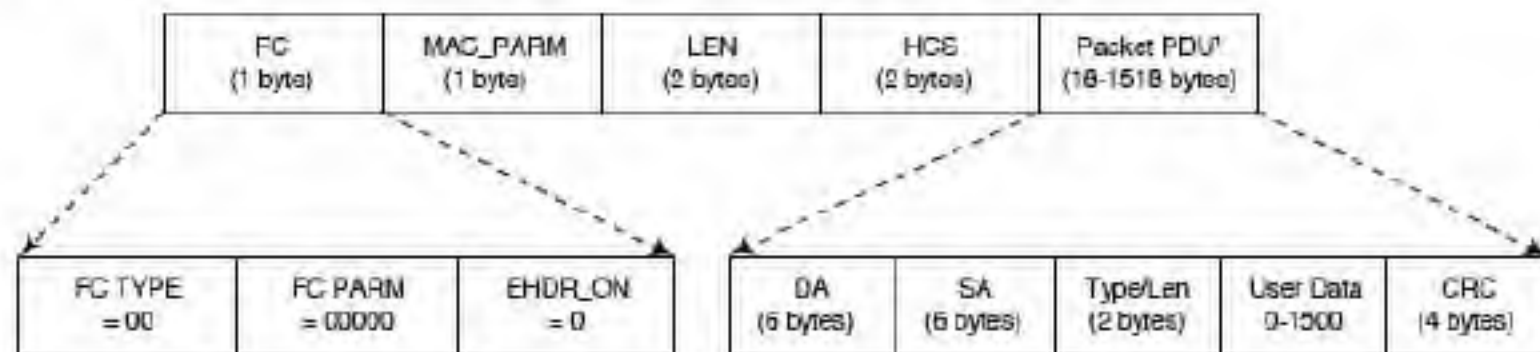 FC
(1 byte)
MAC_PARM
(1 byte)
LEN
(2 bytes)
HCS
(2 bytes)
Packet PDU*
(18-1518 bytes)
FC TYPE
= 00
FC PARM
= 00000
EHDR_ON
= 0
DA
(6 bytes)
SA
(6 bytes)
Type/Len
(2 bytes)
User Data
0-1500
CRC
(4 bytes)